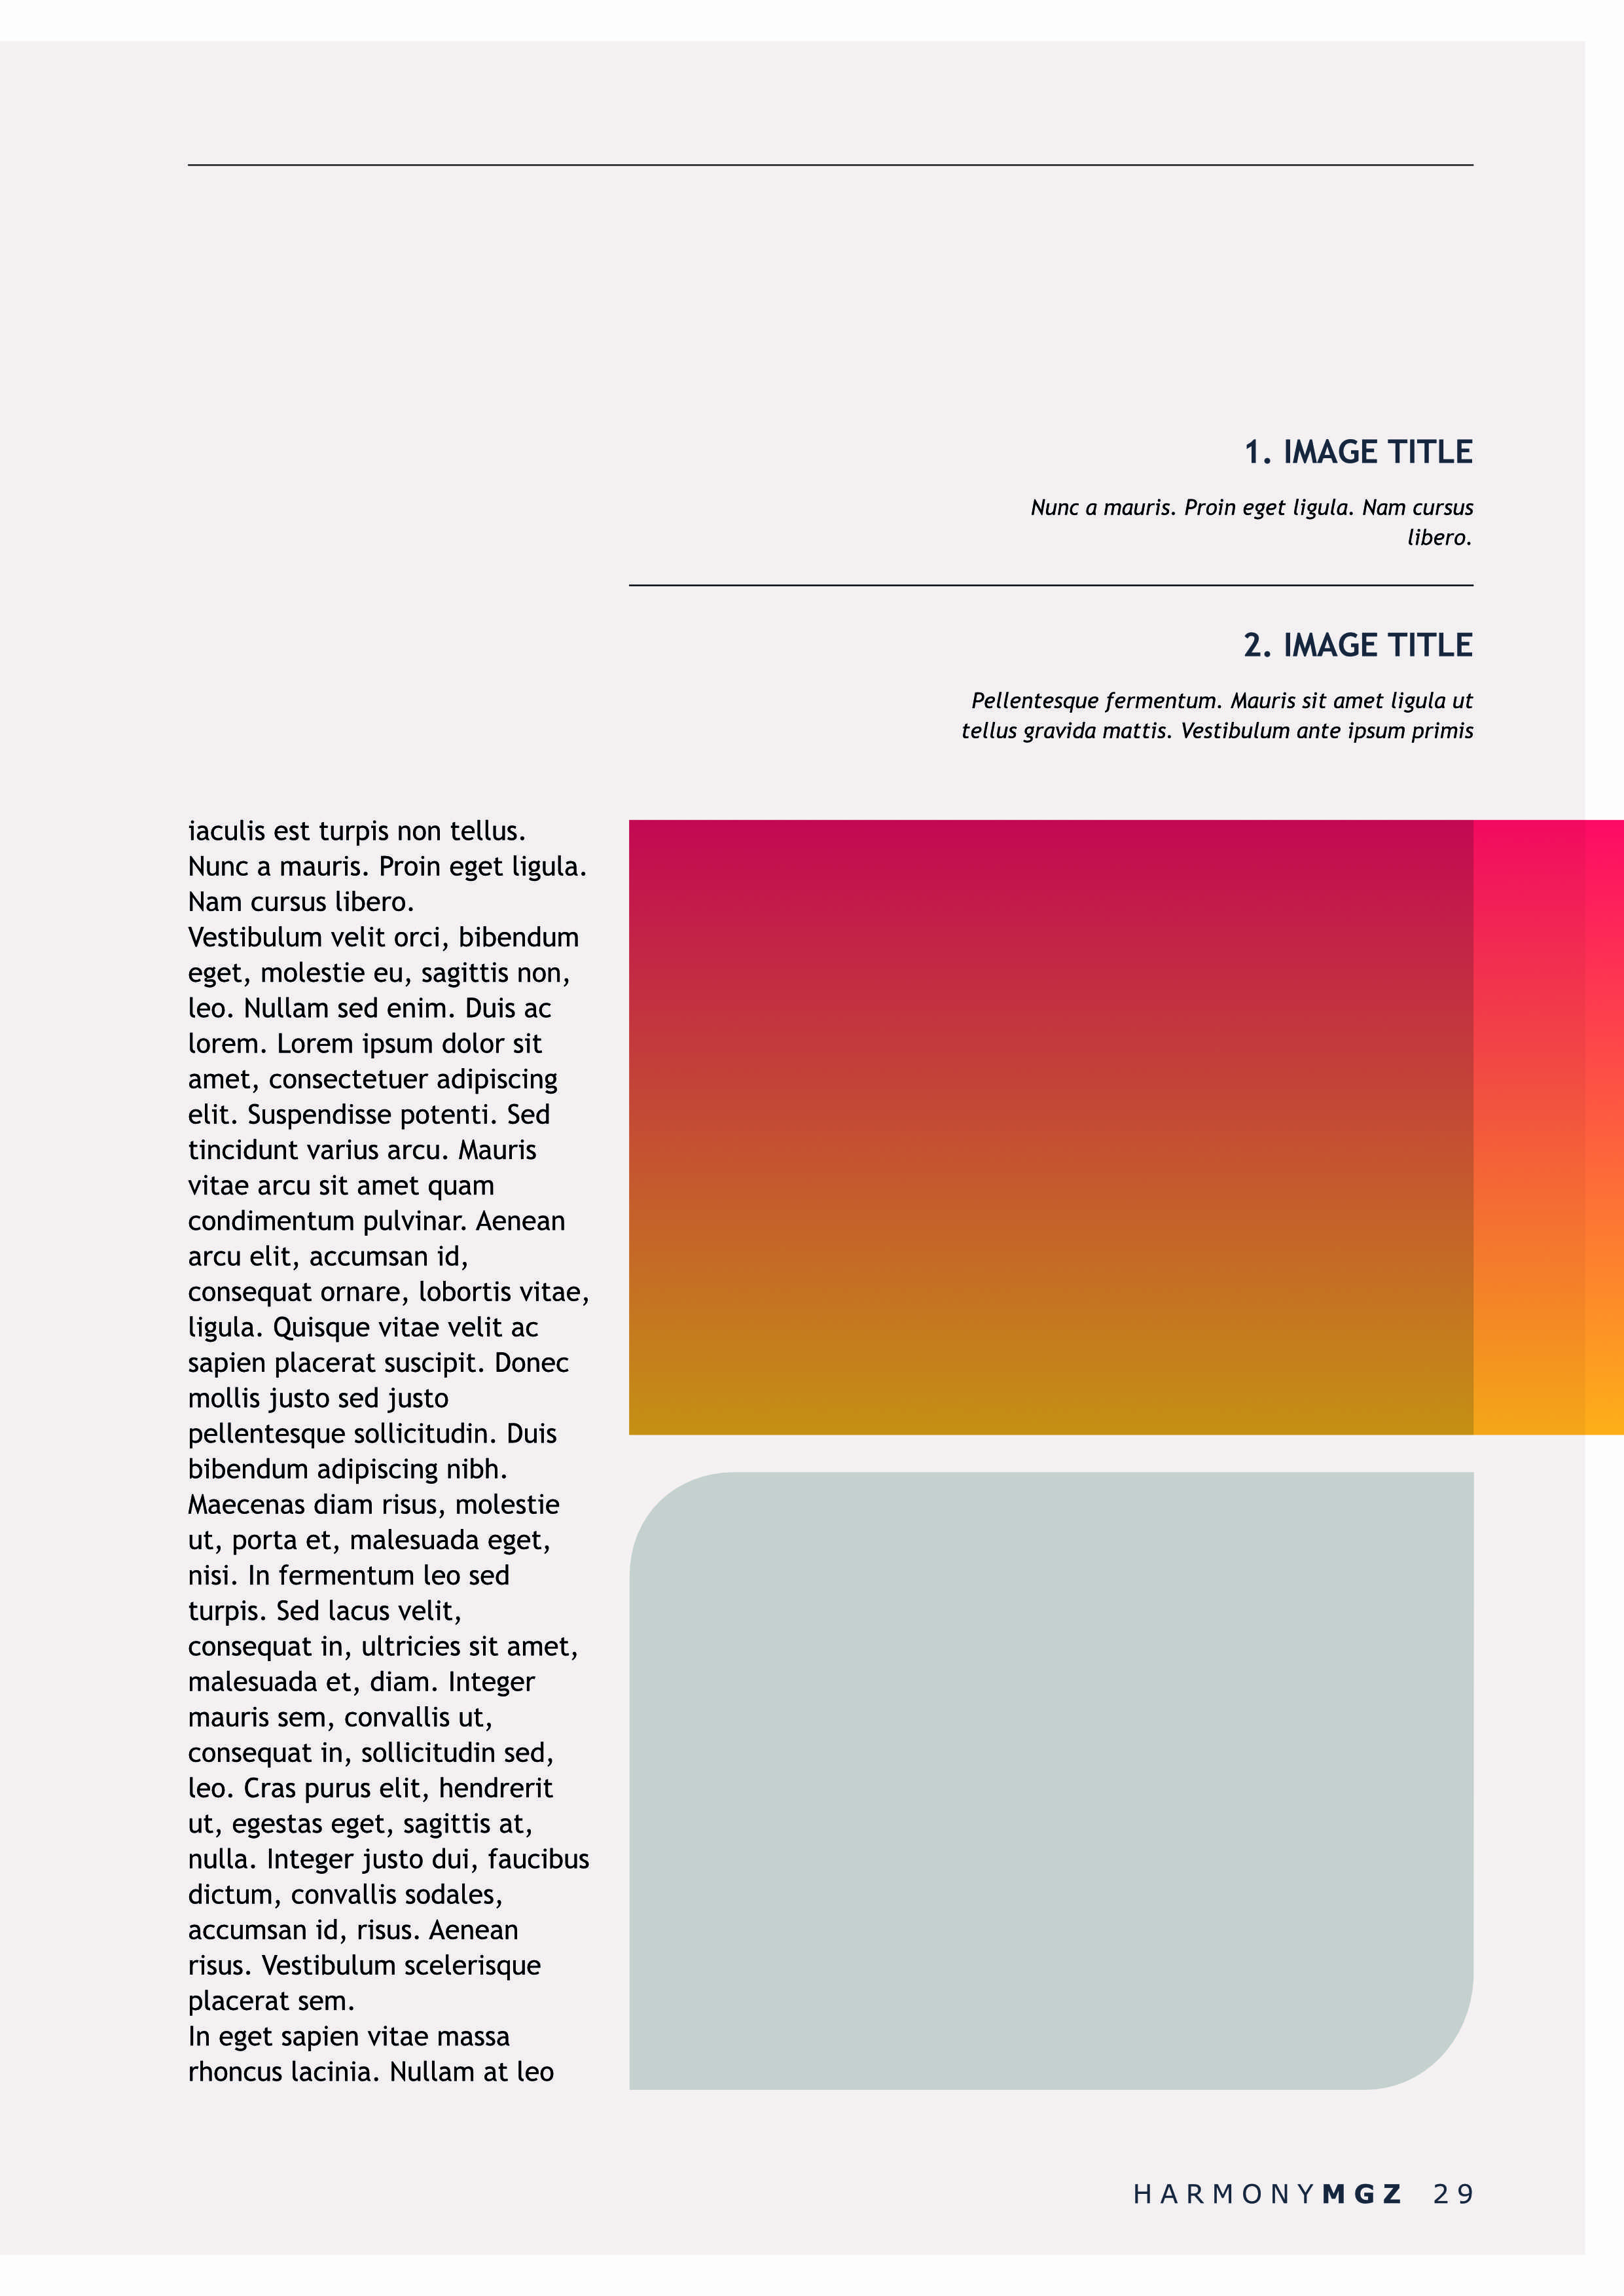 1. IMAGE TITLE
Nunc a mauris. Proin eget ligula. Nam cursus
libero.
2. IMAGE TITLE
Pellentesque fermentum. Mauris sit amet ligula ut
tellus gravida mattis. Vestibulum ante ipsum primis
iaculis est turpis non tellus.
Nunc a mauris. Proin eget ligula.
Nam cursus libero.
Vestibulum velit orci, bibendum
eget, molestie eu, sagittis non,
leo. Nullam sed enim. Duis ac
lorem. Lorem ipsum dolor sit
amet, consectetuer adipiscing
elit. Suspendisse potenti. Sed
tincidunt varius arcu. Mauris
vitae arcu sit amet quam
condimentum pulvinar. Aenean
arcu elit, accumsan id,
consequat ornare, lobortis vitae,
ligula. Quisque vitae velit ac
sapien placerat suscipit. Donec
mollis justo sed justo
pellentesque sollicitudin. Duis
bibendum adipiscing nibh.
Maecenas diam risus, molestie
ut, porta et, malesuada eget,
nisi. In fermentum leo sed
turpis. Sed lacus velit,
consequat in, ultricies sit amet,
malesuada et, diam. Integer
mauris sem, convallis ut,
consequat in, sollicitudin sed,
leo. Cras purus elit, hendrerit
ut, egestas eget, sagittis at,
nulla. Integer justo dui, faucibus
dictum, convallis sodales,
accumsan id, risus. Aenean
risus. Vestibulum scelerisque
placerat sem.
In eget sapien vitae massa
rhoncus lacinia. Nullam at leo
HARMONYMGZ 29